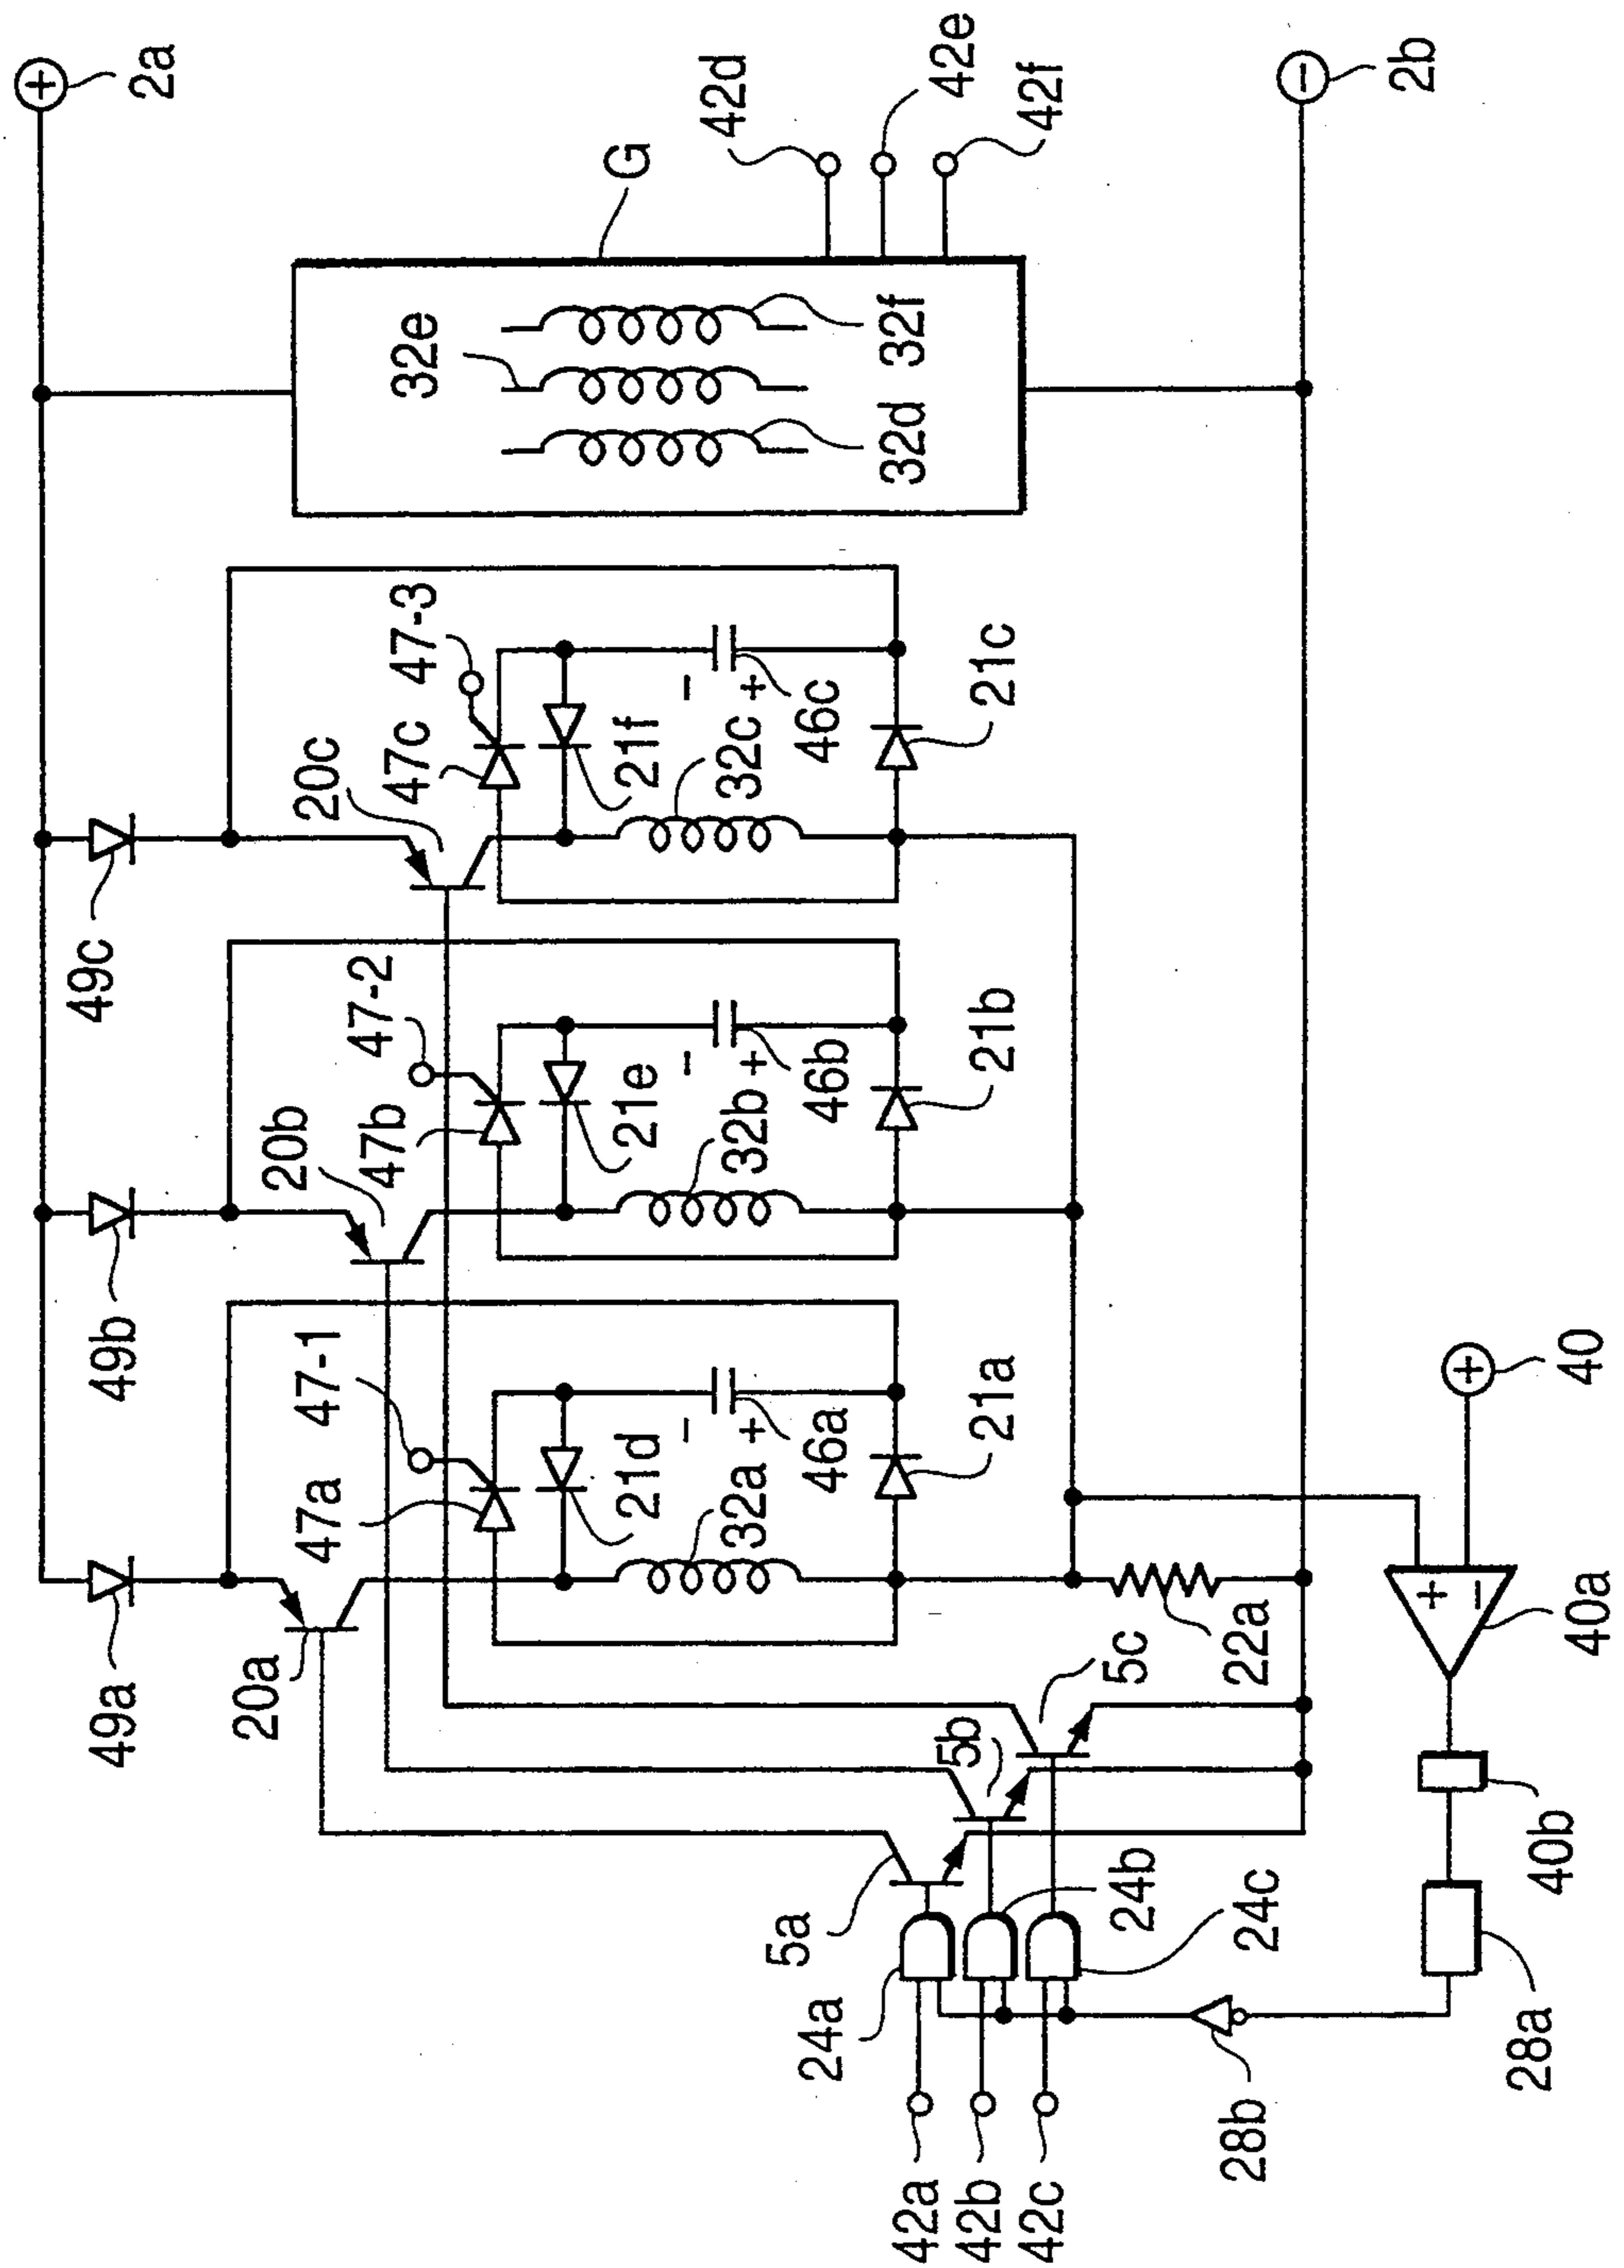 +
2a
49a
49b
49c
20a
20b
20c
47a
47-1
47b
47-2
47c
47-3
32e
G
21d
21e
21f
−
−
−
32a
32b
32c
42d
+
+
+
46a
46b
46c
5a
24a
32d
32f
42a
5b
42e
42b
21a
21b
21c
42c
42f
5c
24b
22a
28b
24c
−
2b
+
−
+
28a
40b
40a
40